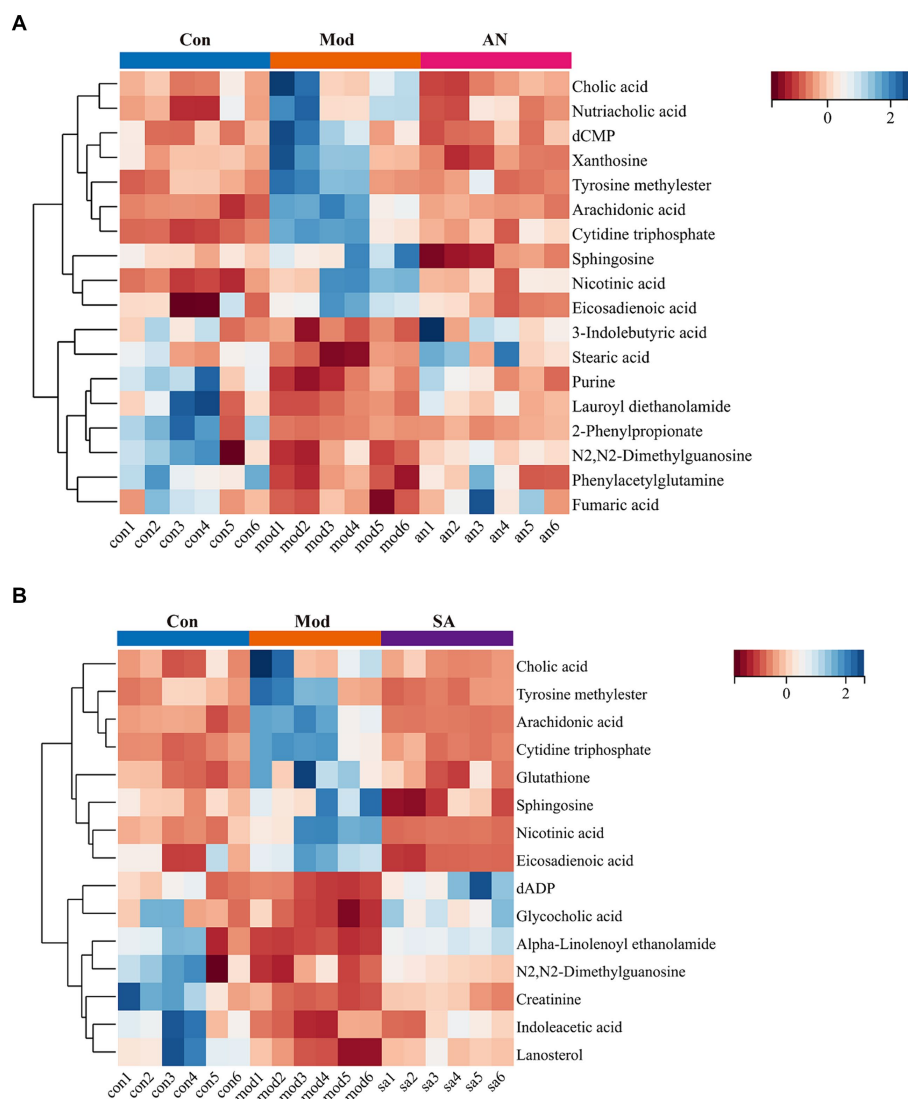 A
Con Mod AN
0 2
Cholic acid
Nutriacholic acid
dCMP
Xanthosine
Tyrosine methylester
Arachidonic acid
Cytidine triphosphate
Sphingosine
Nicotinic acid
Eicosadienoic acid
3-Indolebutyric acid
Stearic acid
Purine
Lauroyl diethanolamide
2-Phenylpropionate
N2,N2-Dimethylguanosine
Phenylacetylglutamine
Fumaric acid
con1 con2 con3 con4 con5 con6 mod1 mod2 mod3 mod4 mod5 mod6 an1 an2 an3 an4 an5 an6
B
Con Mod SA
0 2
Cholic acid
Tyrosine methylester
Arachidonic acid
Cytidine triphosphate
Glutathione
Sphingosine
Nicotinic acid
Eicosadienoic acid
dADP
Glycocholic acid
Alpha-Linolenoyl ethanolamide
N2,N2-Dimethylguanosine
Creatinine
Indoleacetic acid
Lanosterol
con1 con2 con3 con4 con5 con6 mod1 mod2 mod3 mod4 mod5 mod6 sa1 sa2 sa3 sa4 sa5 sa6